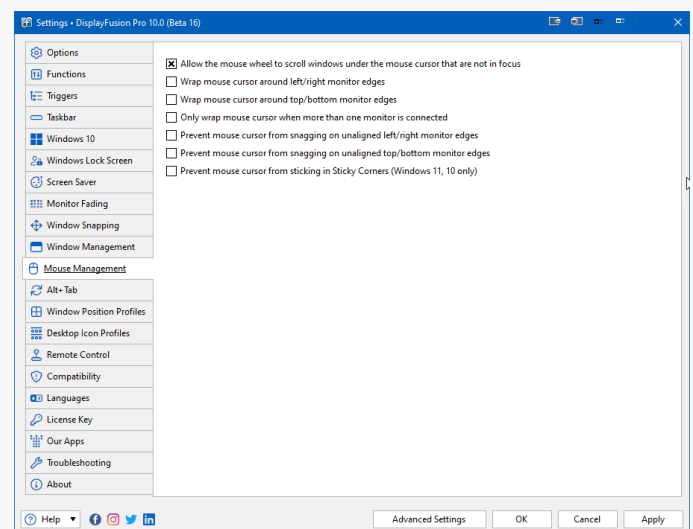 Settings • DisplayFusion Pro 10.0 (Beta 16)
Options
Functions
Triggers
Taskbar
Windows 10
Windows Lock Screen
Screen Saver
Monitor Fading
Window Snapping
Window Management
Mouse Management
Alt+Tab
Window Position Profiles
Desktop Icon Profiles
Remote Control
Compatibility
Languages
License Key
Our Apps
Troubleshooting
About
Allow the mouse wheel to scroll windows under the mouse cursor that are not in focus
Wrap mouse cursor around left/right monitor edges
Wrap mouse cursor around top/bottom monitor edges
Only wrap mouse cursor when more than one monitor is connected
Prevent mouse cursor from snagging on unaligned left/right monitor edges
Prevent mouse cursor from snagging on unaligned top/bottom monitor edges
Prevent mouse cursor from sticking in Sticky Corners (Windows 11, 10 only)
Help
Advanced Settings
OK
Cancel
Apply